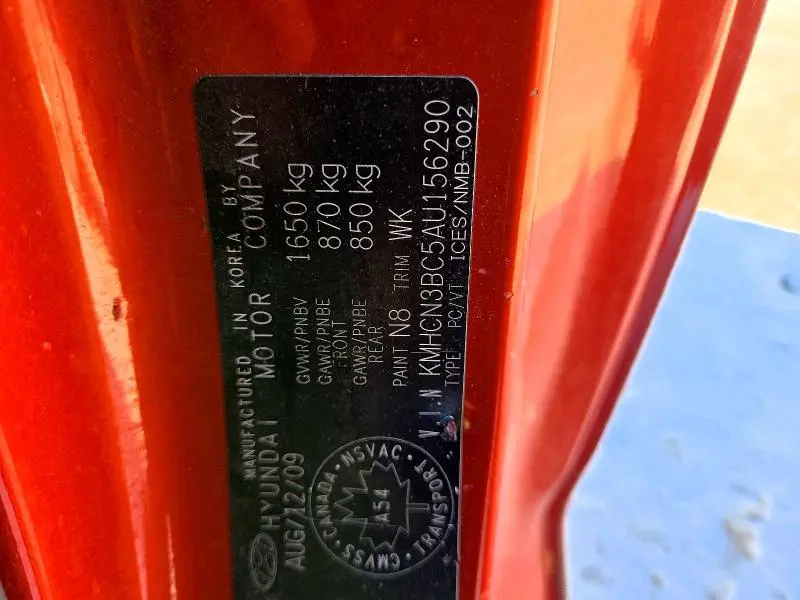 MANUFACTURED IN KOREA BY
HYUNDAI MOTOR COMPANY
AUG/12/09
GVWR/PNBV 1650 kg
GAWR/PNBE FRONT 870 kg
GAWR/PNBE REAR 850 kg
PAINT N8 TRIM WK
V.I.N KMHCN3BC5AU156290
TYPE: PC/VT ICES/NMB-002
CANADA · NSVAC · TRANSPORT · CMVSS
A54